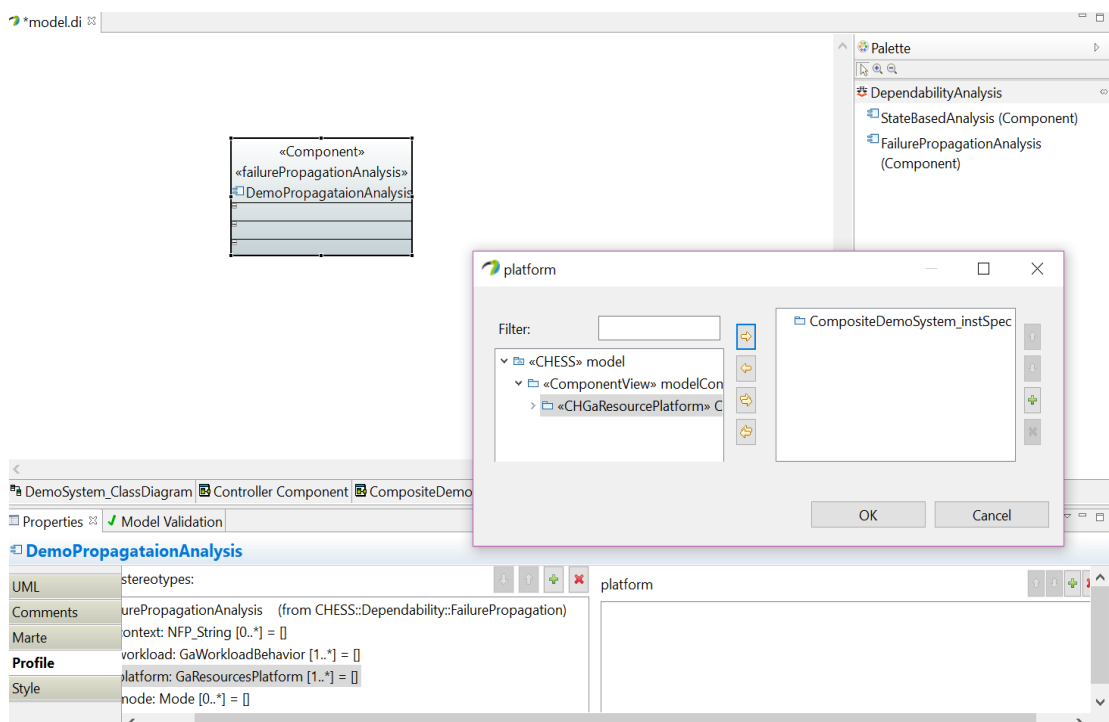 *model.di
Palette
DependabilityAnalysis
StateBasedAnalysis (Component)
FailurePropagationAnalysis
(Component)
«Component»
«failurePropagationAnalysis»
DemoPropagataionAnalysis
platform
Filter:
«CHESS» model
«ComponentView» modelCon
«CHGaResourcePlatform» C
CompositeDemoSystem_instSpec
OK
Cancel
DemoSystem_ClassDiagram
Controller Component
CompositeDemo
Properties
Model Validation
DemoPropagataionAnalysis
UML
Comments
Marte
Profile
Style
stereotypes:
urePropagationAnalysis (from CHESS::Dependability::FailurePropagation)
context: NFP_String [0..*] = []
workload: GaWorkloadBehavior [1..*] = []
platform: GaResourcesPlatform [1..*] = []
mode: Mode [0..*] = []
platform